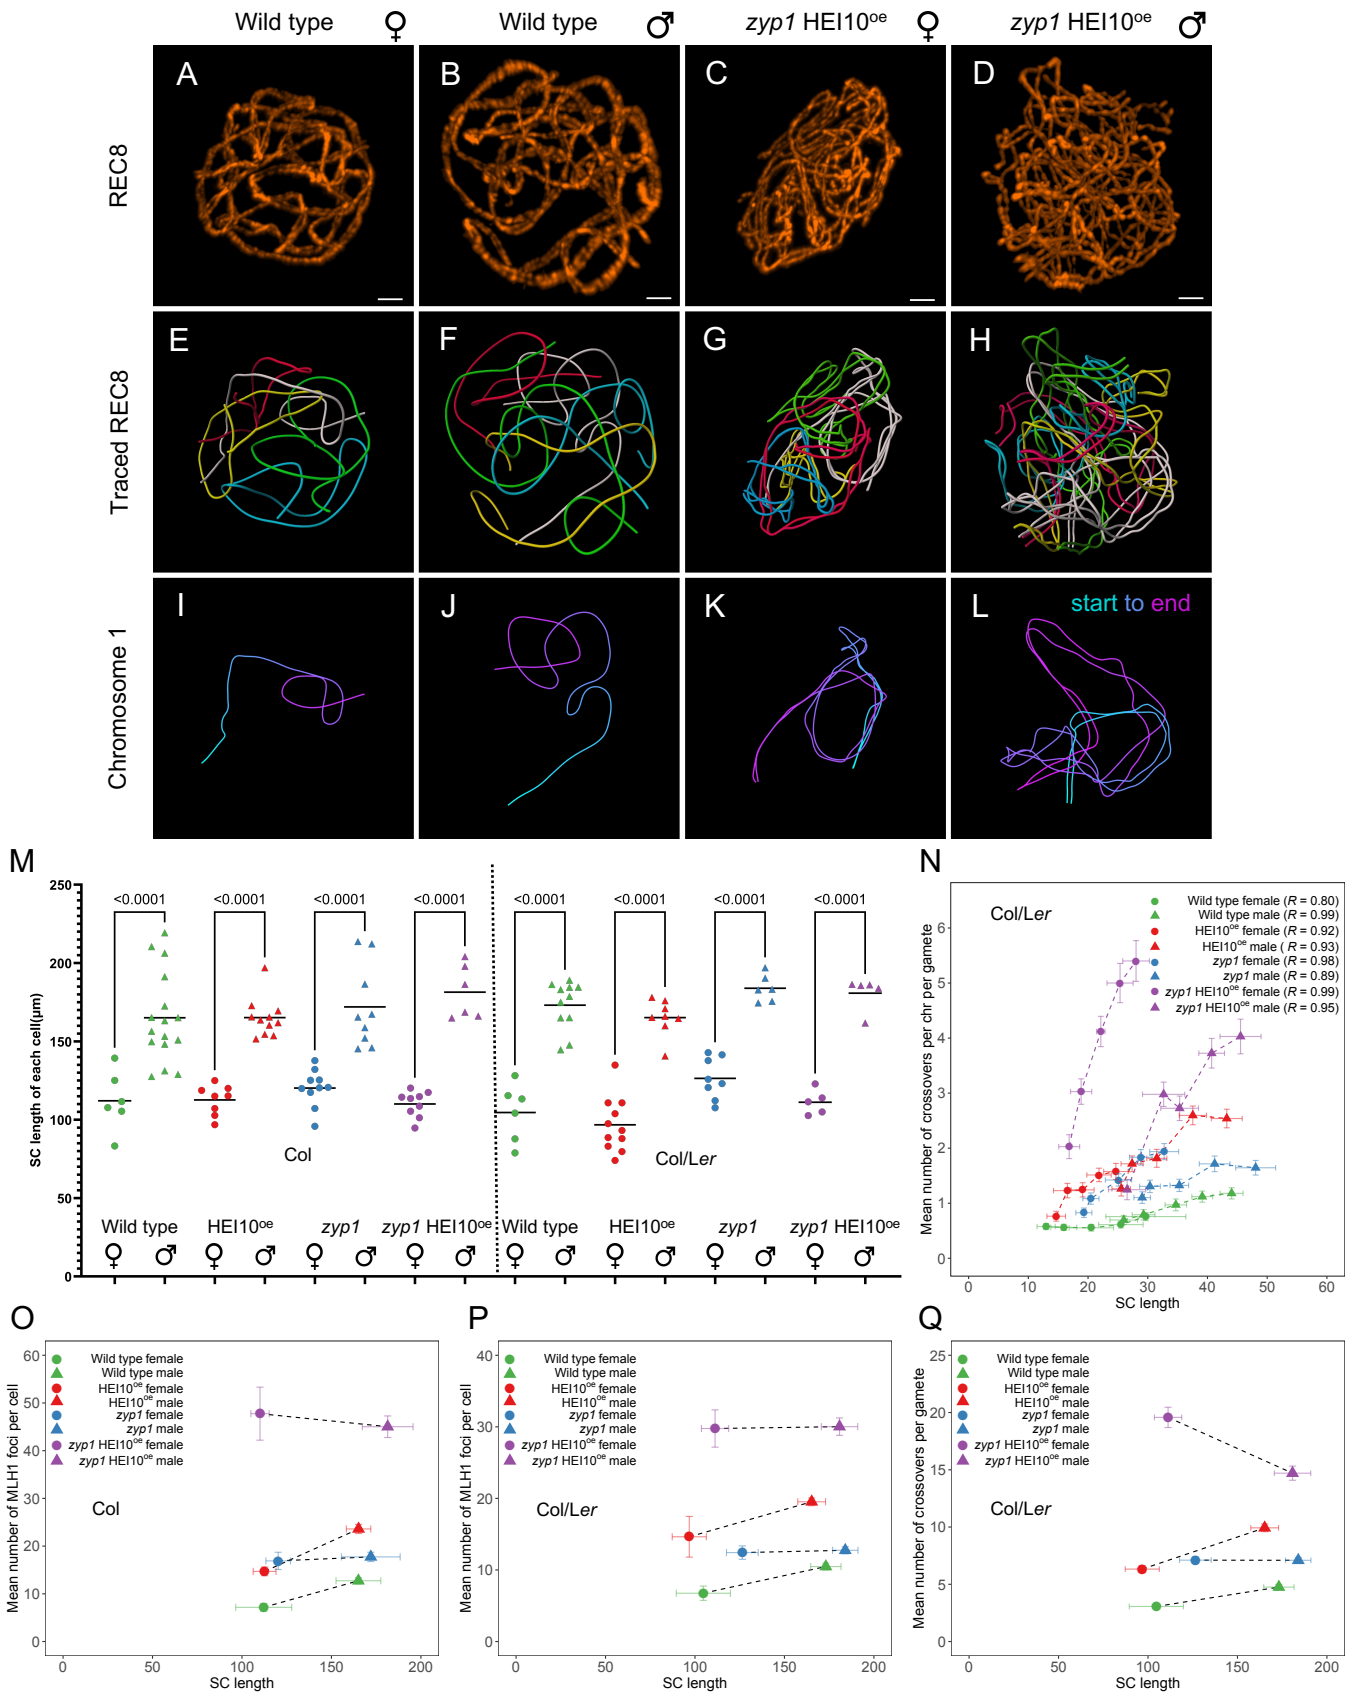 Wild type ♀ Wild type ♂ zyp1 HEI10oe ♀ zyp1 HEI10oe ♂
REC8
A B C D
Traced REC8
E F G H
Chromosome 1
I J K L
start to end
M
SC length of each cell(µm)
250
200
150
100
50
0
<0.0001 <0.0001 <0.0001 <0.0001 <0.0001 <0.0001 <0.0001 <0.0001
Col Col/Ler
Wild type HEI10oe zyp1 zyp1 HEI10oe Wild type HEI10oe zyp1 zyp1 HEI10oe
♀ ♂ ♀ ♂ ♀ ♂ ♀ ♂ ♀ ♂ ♀ ♂ ♀ ♂ ♀ ♂
N
Mean number of crossovers per chr per gamete
Col/Ler
Wild type female (R = 0.80)
Wild type male (R = 0.99)
HEI10oe female (R = 0.92)
HEI10oe male ( R = 0.93)
zyp1 female (R = 0.98)
zyp1 male (R = 0.89)
zyp1 HEI10oe female (R = 0.99)
zyp1 HEI10oe male (R = 0.95)
6
5
4
3
2
1
0
0 10 20 30 40 50 60
SC length
O
Mean number of MLH1 foci per cell
60
50
40
30
20
10
0
Wild type female
Wild type male
HEI10oe female
HEI10oe male
zyp1 female
zyp1 male
zyp1 HEI10oe female
zyp1 HEI10oe male
Col
0 50 100 150 200
SC length
P
Mean number of MLH1 foci per cell
40
30
20
10
0
Wild type female
Wild type male
HEI10oe female
HEI10oe male
zyp1 female
zyp1 male
zyp1 HEI10oe female
zyp1 HEI10oe male
Col/Ler
0 50 100 150 200
SC length
Q
Mean number of crossovers per gamete
25
20
15
10
5
0
Wild type female
Wild type male
HEI10oe female
HEI10oe male
zyp1 female
zyp1 male
zyp1 HEI10oe female
zyp1 HEI10oe male
Col/Ler
0 50 100 150 200
SC length